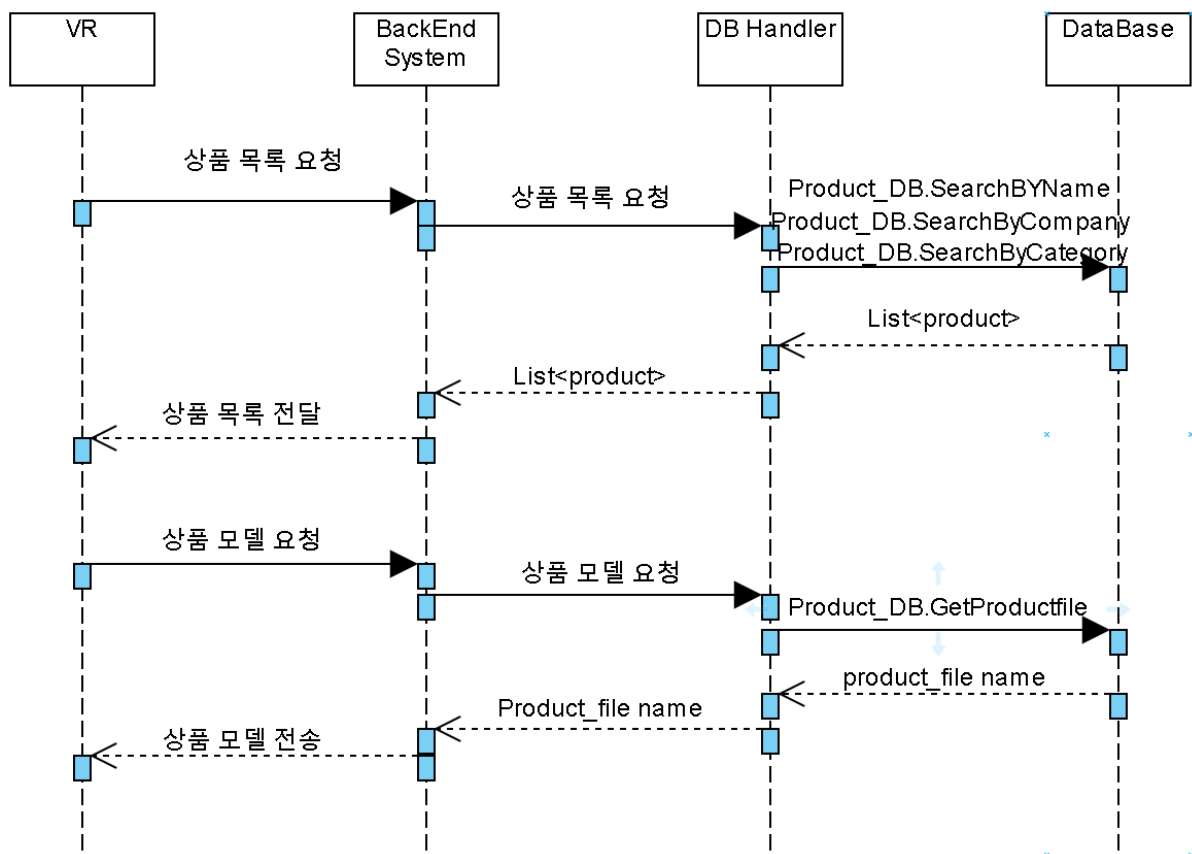 VR
BackEnd
System
DB Handler
DataBase
상품 목록 요청
상품 목록 요청
Product_DB.SearchBYName
Product_DB.SearchByCompany
Product_DB.SearchByCategory
List<product>
List<product>
상품 목록 전달
상품 모델 요청
상품 모델 요청
Product_DB.GetProductfile
product_file name
Product_file name
상품 모델 전송